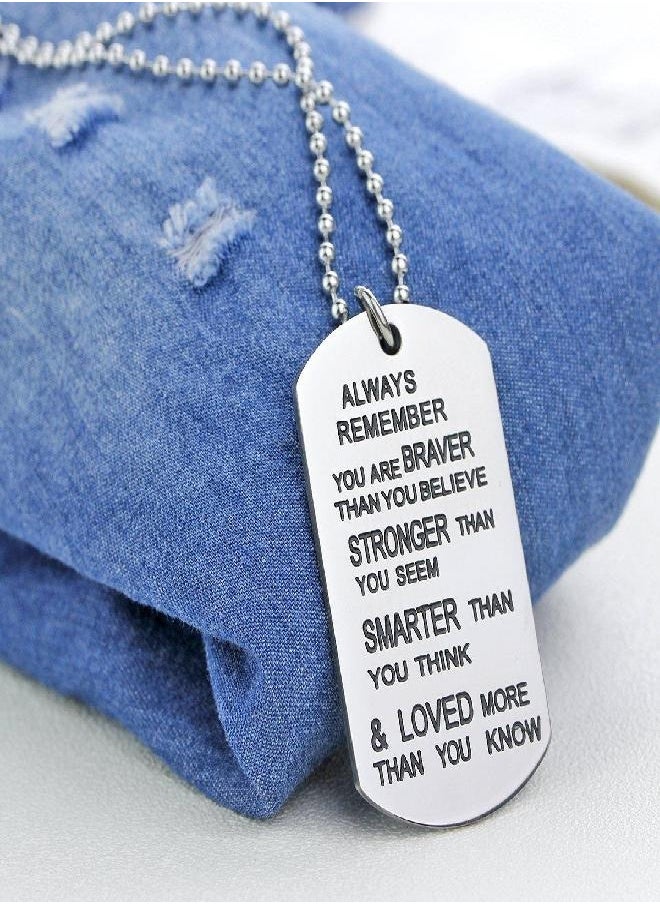 ALWAYS
REMEMBER
YOU ARE BRAVER
THAN YOU BELIEVE
STRONGER THAN
YOU SEEM
SMARTER THAN
YOU THINK
& LOVED MORE
THAN YOU KNOW